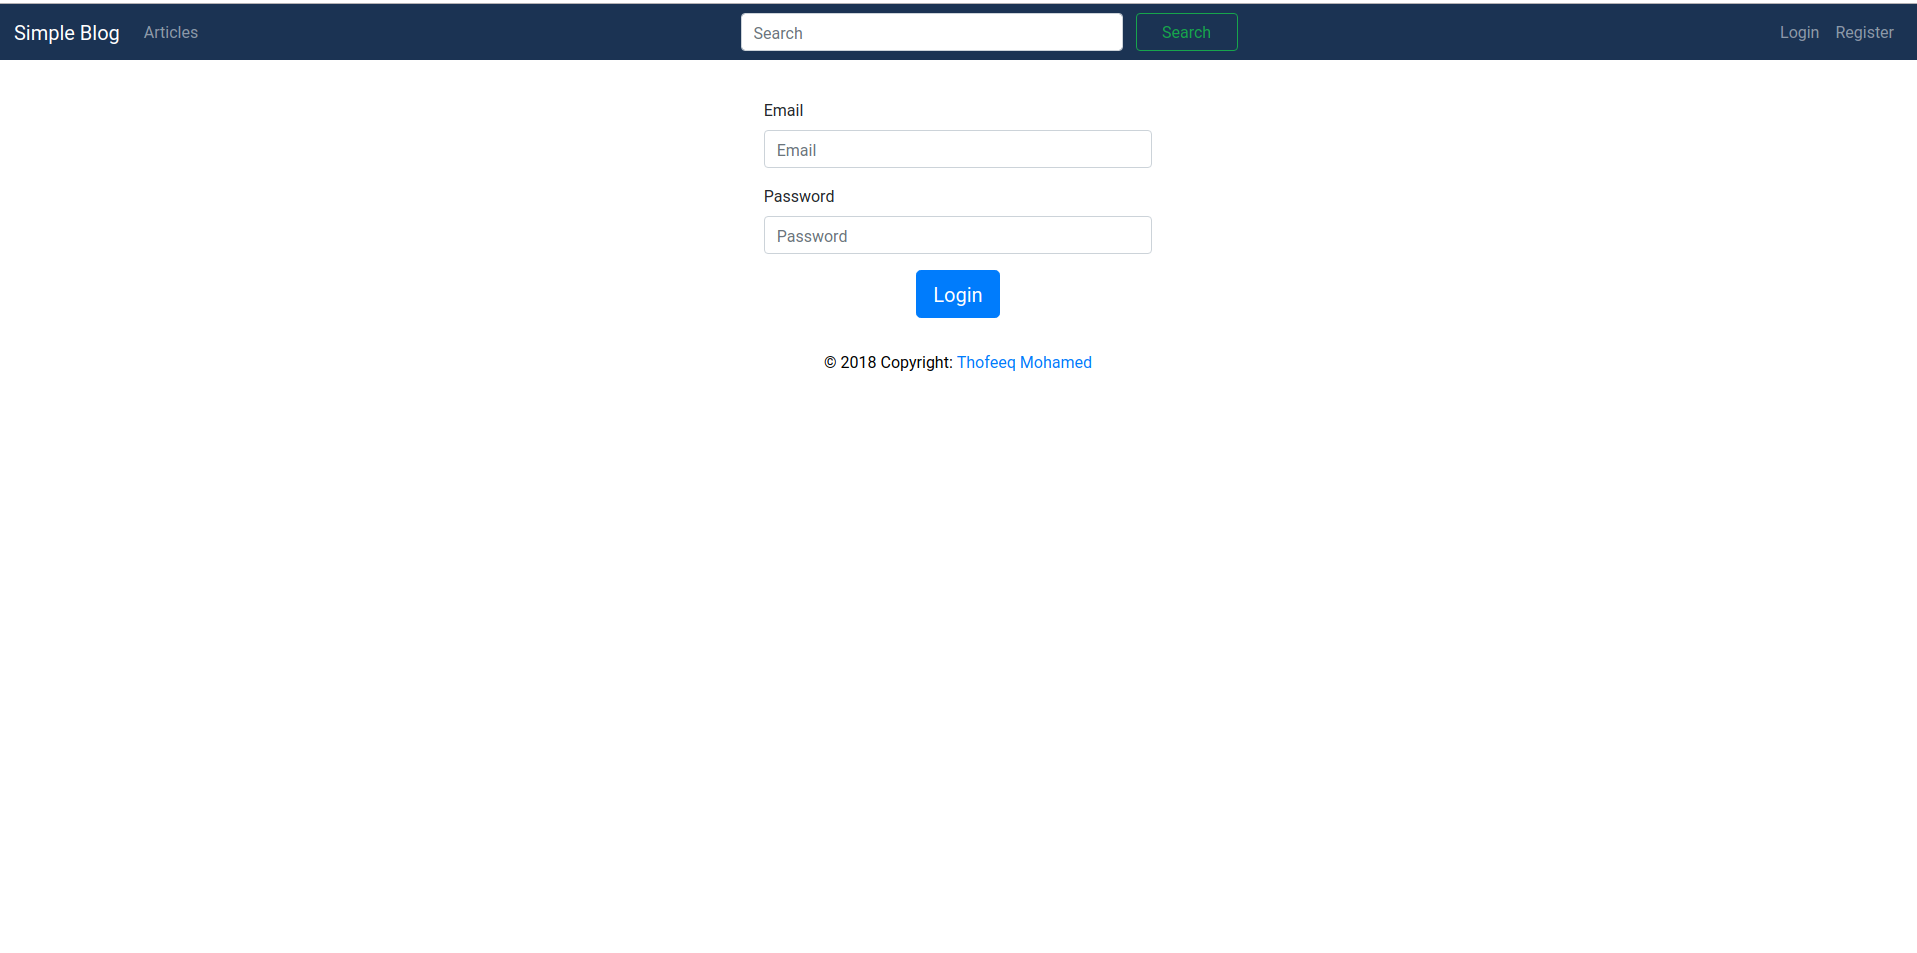 Simple Blog Articles Search Search Login Register
Email
Email
Password
Password
Login
© 2018 Copyright: Thofeeq Mohamed